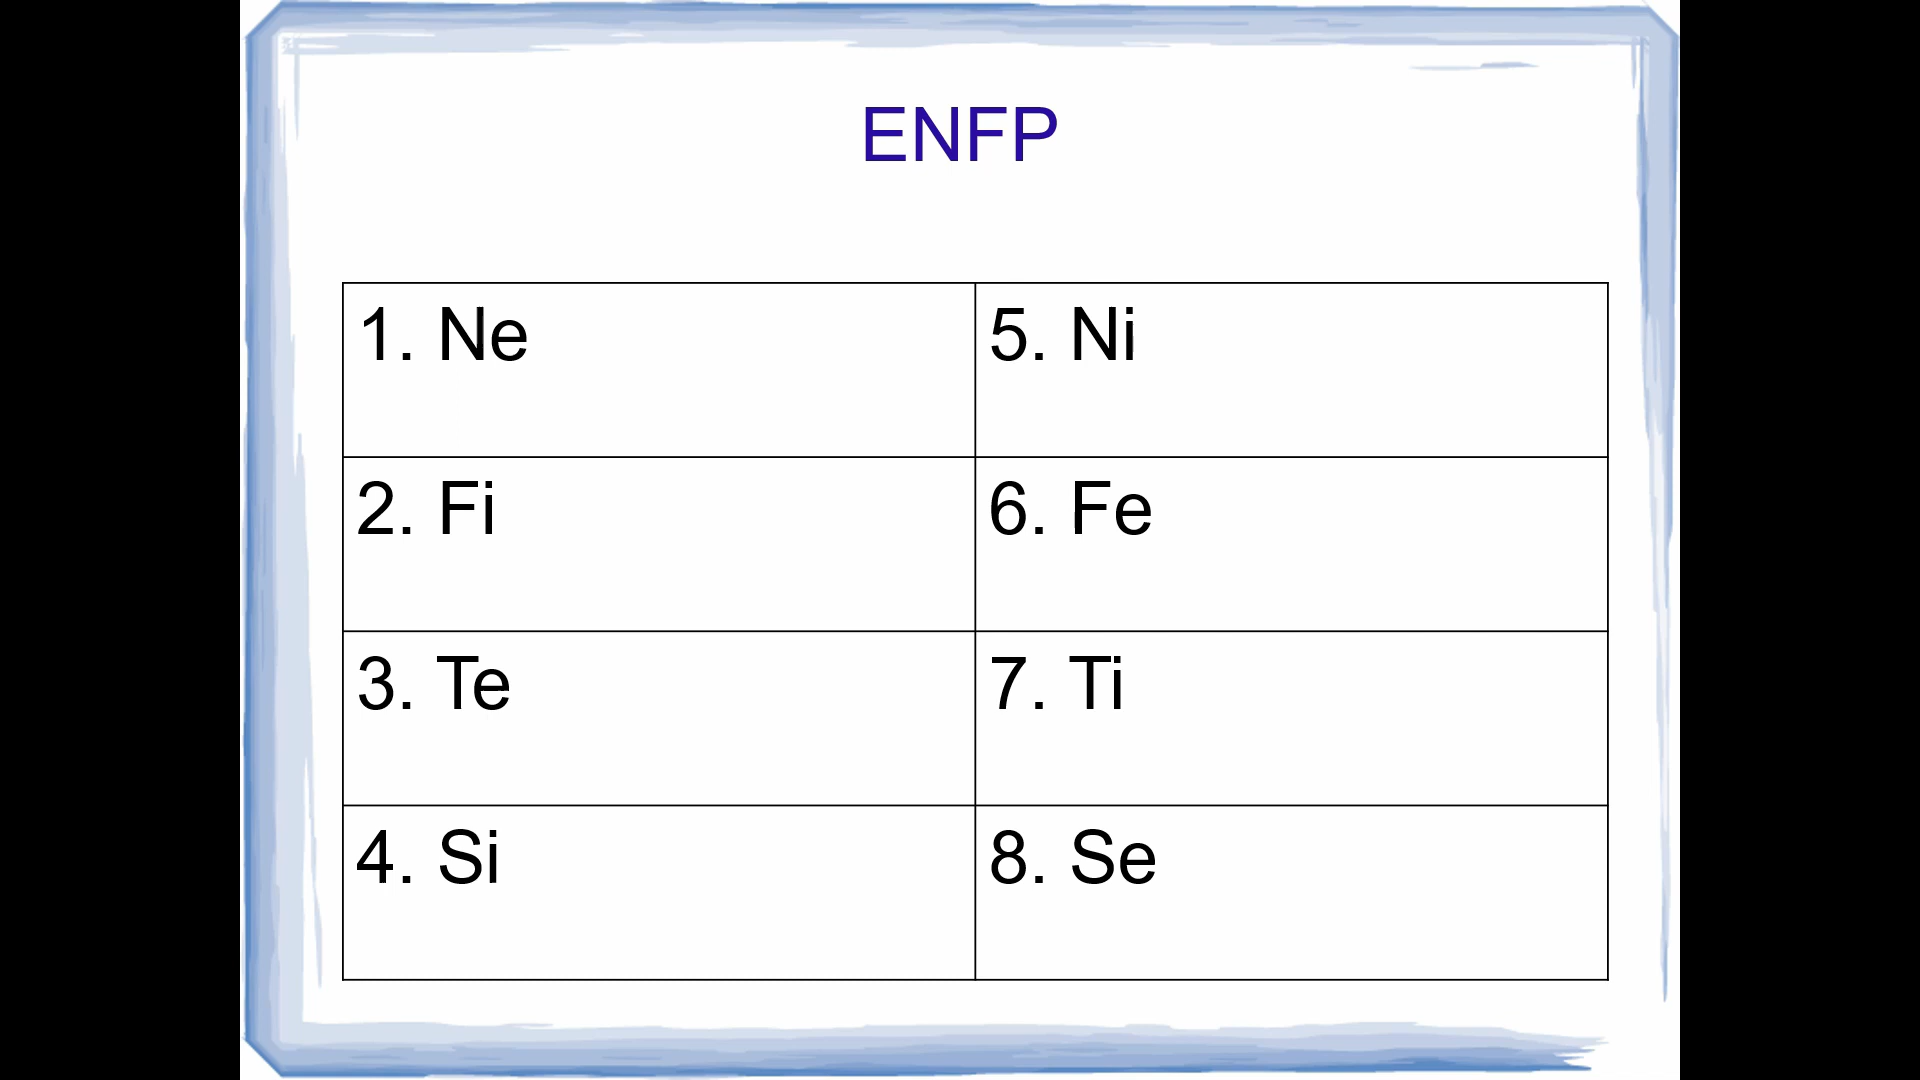 ENFP
1. Ne
5. Ni
2. Fi
6. Fe
3. Te
7. Ti
4. Si
8. Se